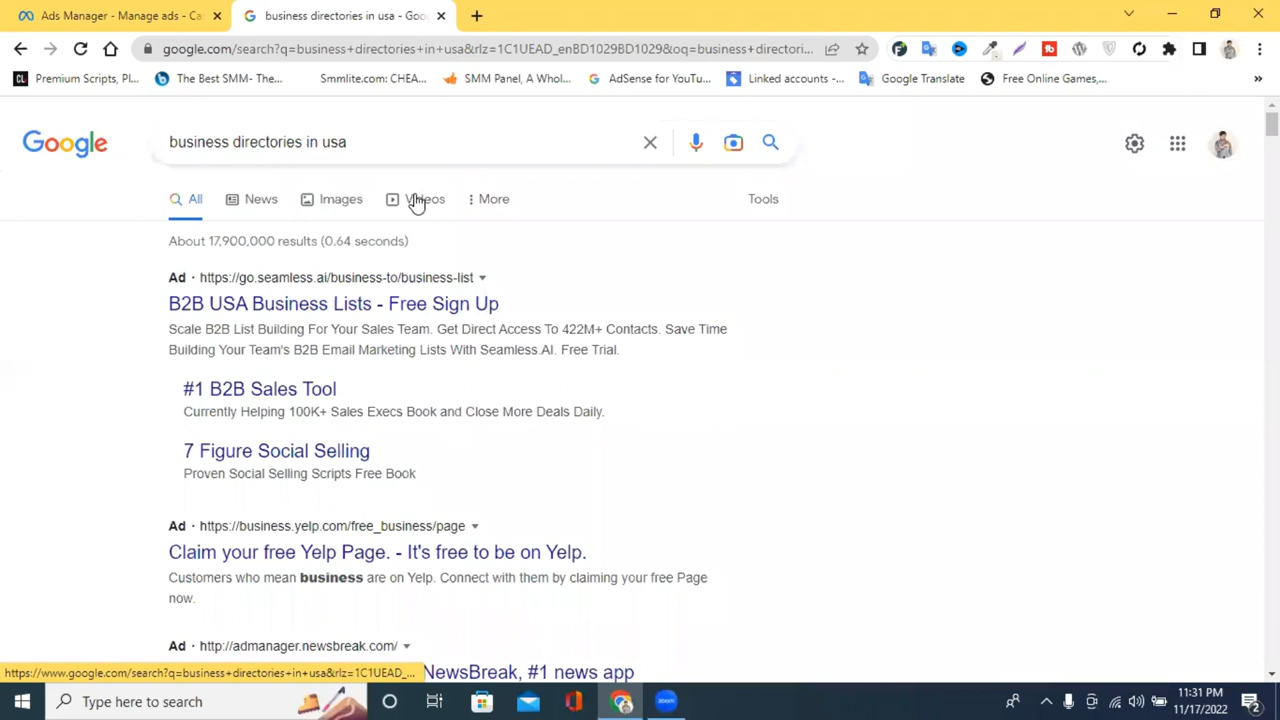 Ads Manager - Manage ads - Ca
business directories in usa - Goo
google.com/search?q=business+directories+in+usa&rlz=1C1UEAD_enBD1029BD1029&oq=business+directori...
Premium Scripts, Pl...
The Best SMM- The...
Smmlite.com: CHEA...
SMM Panel, A Whol...
AdSense for YouTu...
Linked accounts -...
Google Translate
Free Online Games,...
Google
business directories in usa
All
News
Images
Videos
More
Tools
About 17,900,000 results (0.64 seconds)
Ad · https://go.seamless.ai/business-to/business-list
B2B USA Business Lists - Free Sign Up
Scale B2B List Building For Your Sales Team. Get Direct Access To 422M+ Contacts. Save Time
Building Your Team's B2B Email Marketing Lists With Seamless.AI. Free Trial.
#1 B2B Sales Tool
Currently Helping 100K+ Sales Execs Book and Close More Deals Daily.
7 Figure Social Selling
Proven Social Selling Scripts Free Book
Ad · https://business.yelp.com/free_business/page
Claim your free Yelp Page. - It's free to be on Yelp.
Customers who mean business are on Yelp. Connect with them by claiming your free Page
now.
Ad · http://admanager.newsbreak.com/
NewsBreak, #1 news app
https://www.google.com/search?q=business+directories+in+usa&rlz=1C1UEAD_...
Type here to search
zoom
11:31 PM
11/17/2022
2